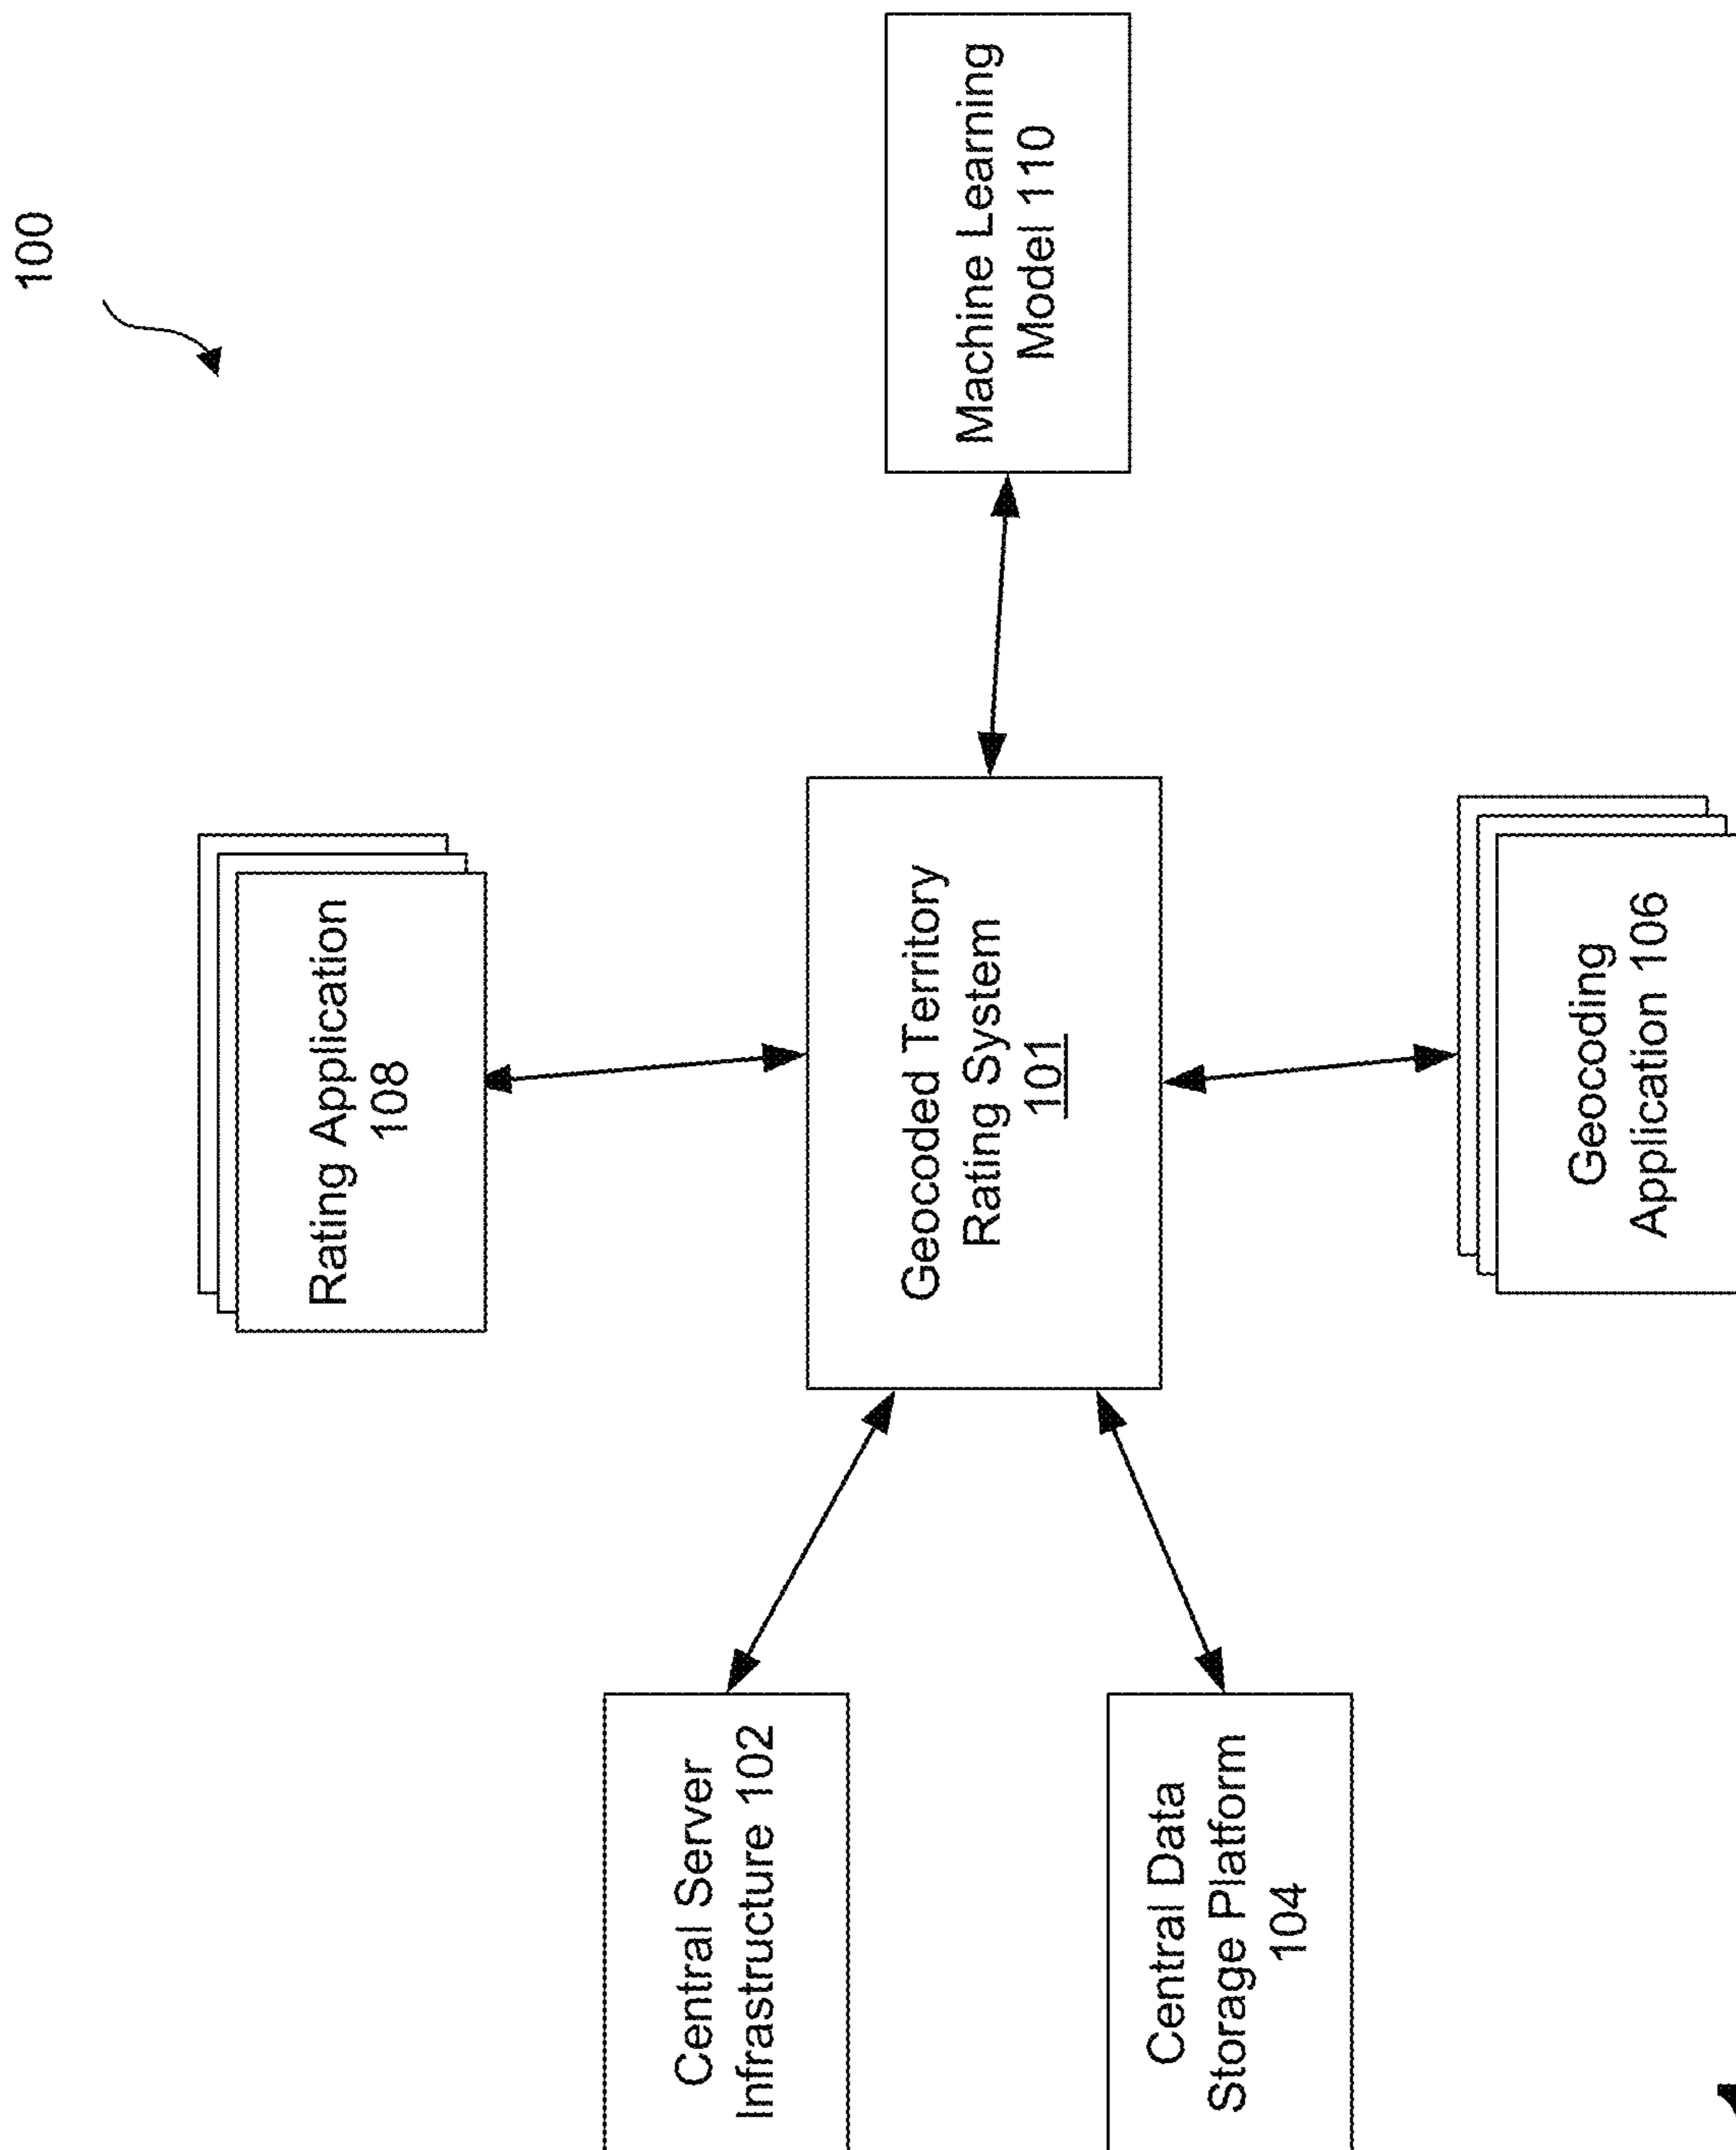 100
Rating Application
108
Machine Learning
Model 110
Geocoded Territory
Rating System
101
Central Server
Infrastructure 102
Central Data
Storage Platform
104
Geocoding
Application 106